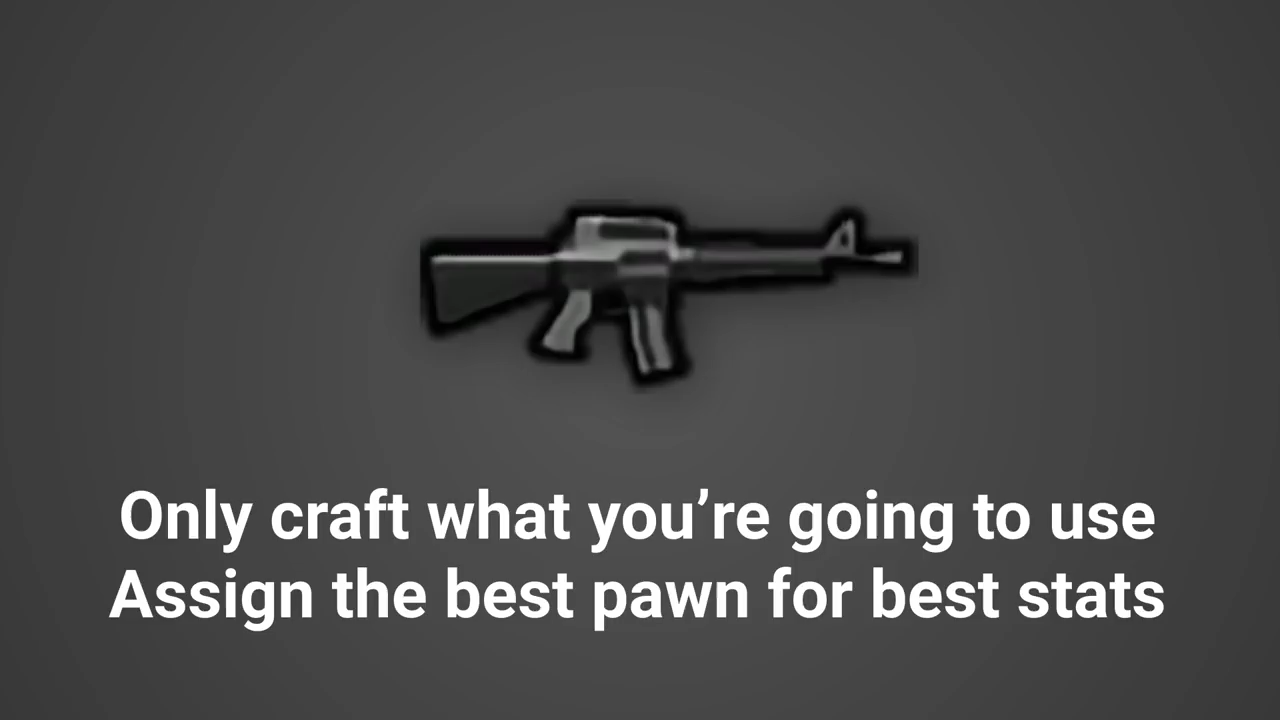 Only craft what you’re going to use
Assign the best pawn for best stats